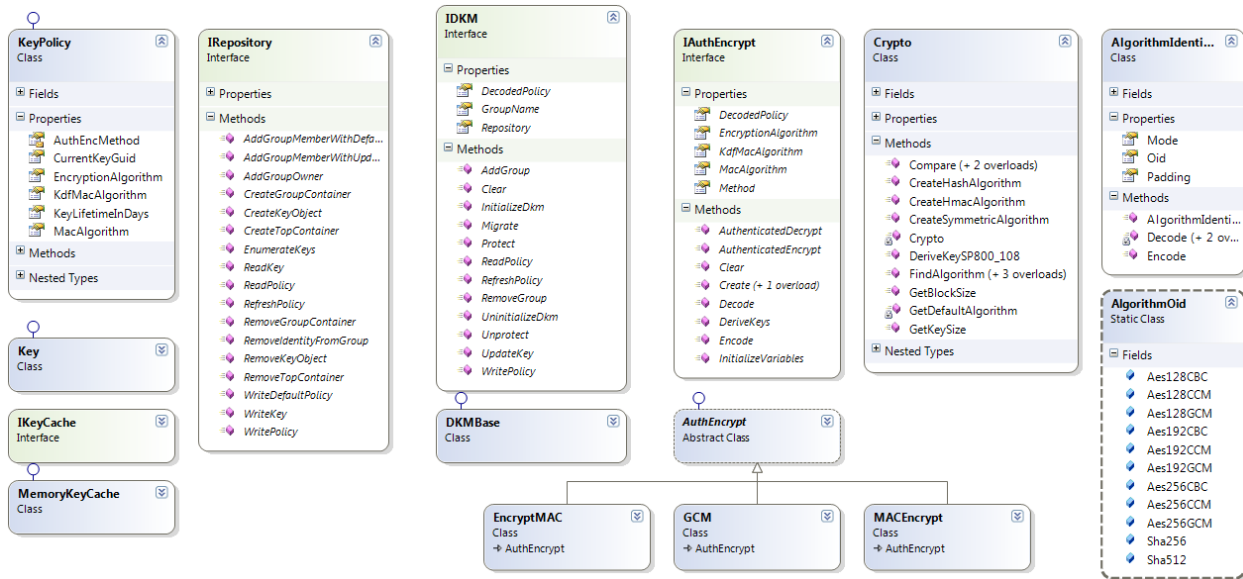 KeyPolicy
Class
Fields
Properties
AuthEncMethod
CurrentKeyGuid
EncryptionAlgorithm
KdfMacAlgorithm
KeyLifetimeInDays
MacAlgorithm
Methods
Nested Types
Key
Class
IKeyCache
Interface
MemoryKeyCache
Class
IRepository
Interface
Properties
Methods
AddGroupMemberWithDefa...
AddGroupMemberWithUpd...
AddGroupOwner
CreateGroupContainer
CreateKeyObject
CreateTopContainer
EnumerateKeys
ReadKey
ReadPolicy
RefreshPolicy
RemoveGroupContainer
RemoveIdentityFromGroup
RemoveKeyObject
RemoveTopContainer
WriteDefaultPolicy
WriteKey
WritePolicy
IDKM
Interface
Properties
DecodedPolicy
GroupName
Repository
Methods
AddGroup
Clear
InitializeDkm
Migrate
Protect
ReadPolicy
RefreshPolicy
RemoveGroup
UninitializeDkm
Unprotect
UpdateKey
WritePolicy
DKMBase
Class
IAuthEncrypt
Interface
Properties
DecodedPolicy
EncryptionAlgorithm
KdfMacAlgorithm
MacAlgorithm
Method
Methods
AuthenticatedDecrypt
AuthenticatedEncrypt
Clear
Create (+ 1 overload)
Decode
DeriveKeys
Encode
InitializeVariables
AuthEncrypt
Abstract Class
EncryptMAC
Class
AuthEncrypt
GCM
Class
AuthEncrypt
MACEncrypt
Class
AuthEncrypt
Crypto
Class
Fields
Properties
Methods
Compare (+ 2 overloads)
CreateHashAlgorithm
CreateHmacAlgorithm
CreateSymmetricAlgorithm
Crypto
DeriveKeySP800_108
FindAlgorithm (+ 3 overloads)
GetBlockSize
GetDefaultAlgorithm
GetKeySize
Nested Types
AlgorithmIdenti...
Class
Fields
Properties
Mode
Oid
Padding
Methods
AlgorithmIdenti...
Decode (+ 2 ov...
Encode
AlgorithmOid
Static Class
Fields
Aes128CBC
Aes128CCM
Aes128GCM
Aes192CBC
Aes192CCM
Aes192GCM
Aes256CBC
Aes256CCM
Aes256GCM
Sha256
Sha512